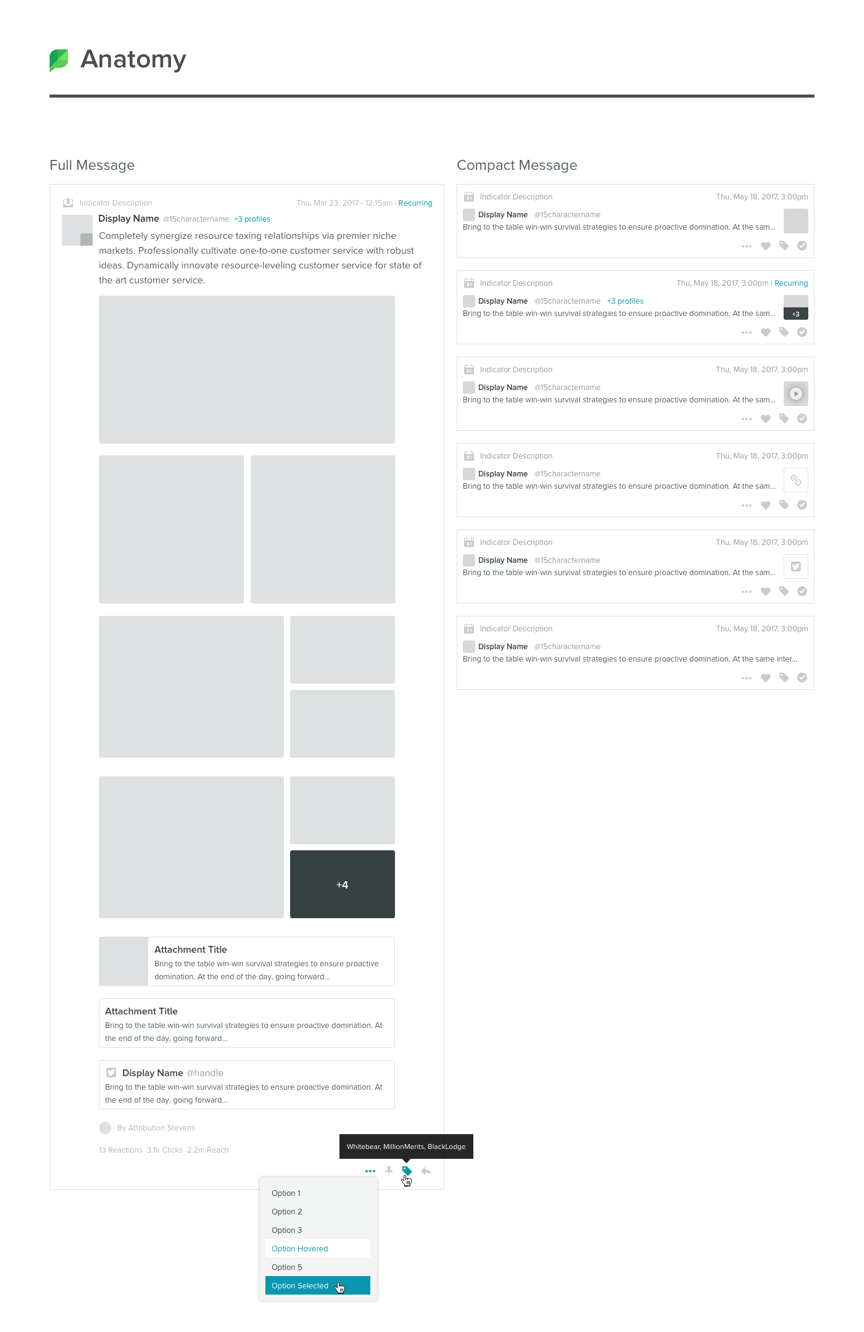 Anatomy
Full Message
Indicator Description
Thu, Mar 23, 2017 - 12:15am | Recurring
Display Name @15charactername +3 profiles
Completely synergize resource taxing relationships via premier niche
markets. Professionally cultivate one-to-one customer service with robust
ideas. Dynamically innovate resource-leveling customer service for state of
the art customer service.
+4
Attachment Title
Bring to the table win-win survival strategies to ensure proactive
domination. At the end of the day, going forward...
Attachment Title
Bring to the table win-win survival strategies to ensure proactive domination. At
the end of the day, going forward...
Display Name @handle
Bring to the table win-win survival strategies to ensure proactive domination. At
the end of the day, going forward...
By Attribution Stevens
13 Reactions 3.1k Clicks 2.2m Reach
Whitebear, MillionMerits, BlackLodge
Option 1
Option 2
Option 3
Option Hovered
Option 5
Option Selected
Compact Message
Indicator Description
Thu, May 18, 2017, 3:00pm
Display Name @15charactername
Bring to the table win-win survival strategies to ensure proactive domination. At the sam...
Indicator Description
Thu, May 18, 2017, 3:00pm | Recurring
Display Name @15charactername +3 profiles
Bring to the table win-win survival strategies to ensure proactive domination. At the sam...
+3
Indicator Description
Thu, May 18, 2017, 3:00pm
Display Name @15charactername
Bring to the table win-win survival strategies to ensure proactive domination. At the sam...
Indicator Description
Thu, May 18, 2017, 3:00pm
Display Name @15charactername
Bring to the table win-win survival strategies to ensure proactive domination. At the sam...
Indicator Description
Thu, May 18, 2017, 3:00pm
Display Name @15charactername
Bring to the table win-win survival strategies to ensure proactive domination. At the sam...
Indicator Description
Thu, May 18, 2017, 3:00pm
Display Name @15charactername
Bring to the table win-win survival strategies to ensure proactive domination. At the same inter...